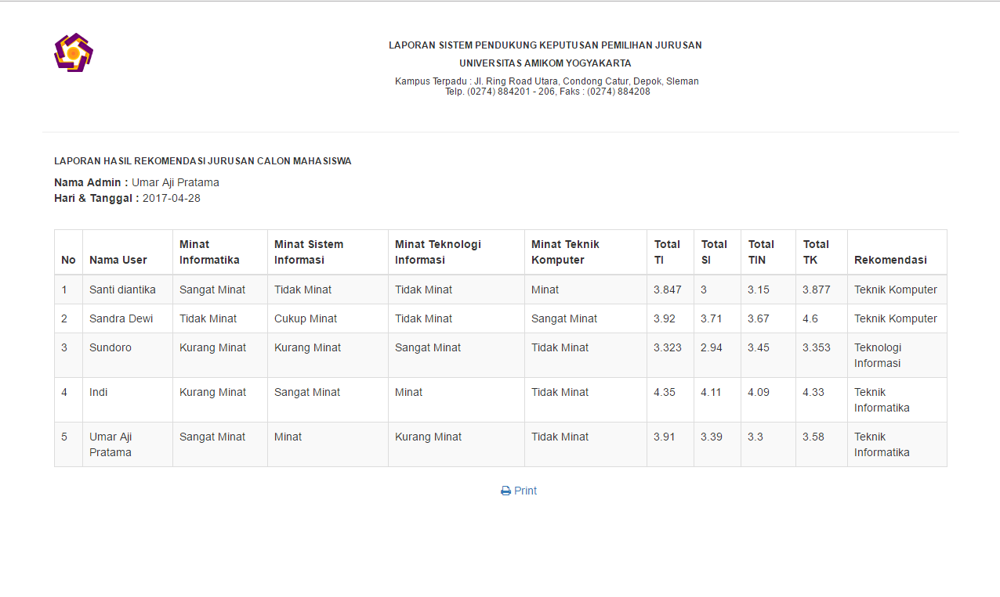 LAPORAN SISTEM PENDUKUNG KEPUTUSAN PEMILIHAN JURUSAN
UNIVERSITAS AMIKOM YOGYAKARTA
Kampus Terpadu : Jl. Ring Road Utara, Condong Catur, Depok, Sleman
Telp. (0274) 884201 - 206, Faks : (0274) 884208
LAPORAN HASIL REKOMENDASI JURUSAN CALON MAHASISWA
Nama Admin : Umar Aji Pratama
Hari & Tanggal : 2017-04-28
No Nama User Minat Informatika Minat Sistem Informasi Minat Teknologi Informasi Minat Teknik Komputer Total TI Total SI Total TIN Total TK Rekomendasi
1 Santi diantika Sangat Minat Tidak Minat Tidak Minat Minat 3.847 3 3.15 3.877 Teknik Komputer
2 Sandra Dewi Tidak Minat Cukup Minat Tidak Minat Sangat Minat 3.92 3.71 3.67 4.6 Teknik Komputer
3 Sundoro Kurang Minat Kurang Minat Sangat Minat Tidak Minat 3.323 2.94 3.45 3.353 Teknologi Informasi
4 Indi Kurang Minat Sangat Minat Minat Tidak Minat 4.35 4.11 4.09 4.33 Teknik Informatika
5 Umar Aji Pratama Sangat Minat Minat Kurang Minat Tidak Minat 3.91 3.39 3.3 3.58 Teknik Informatika
Print